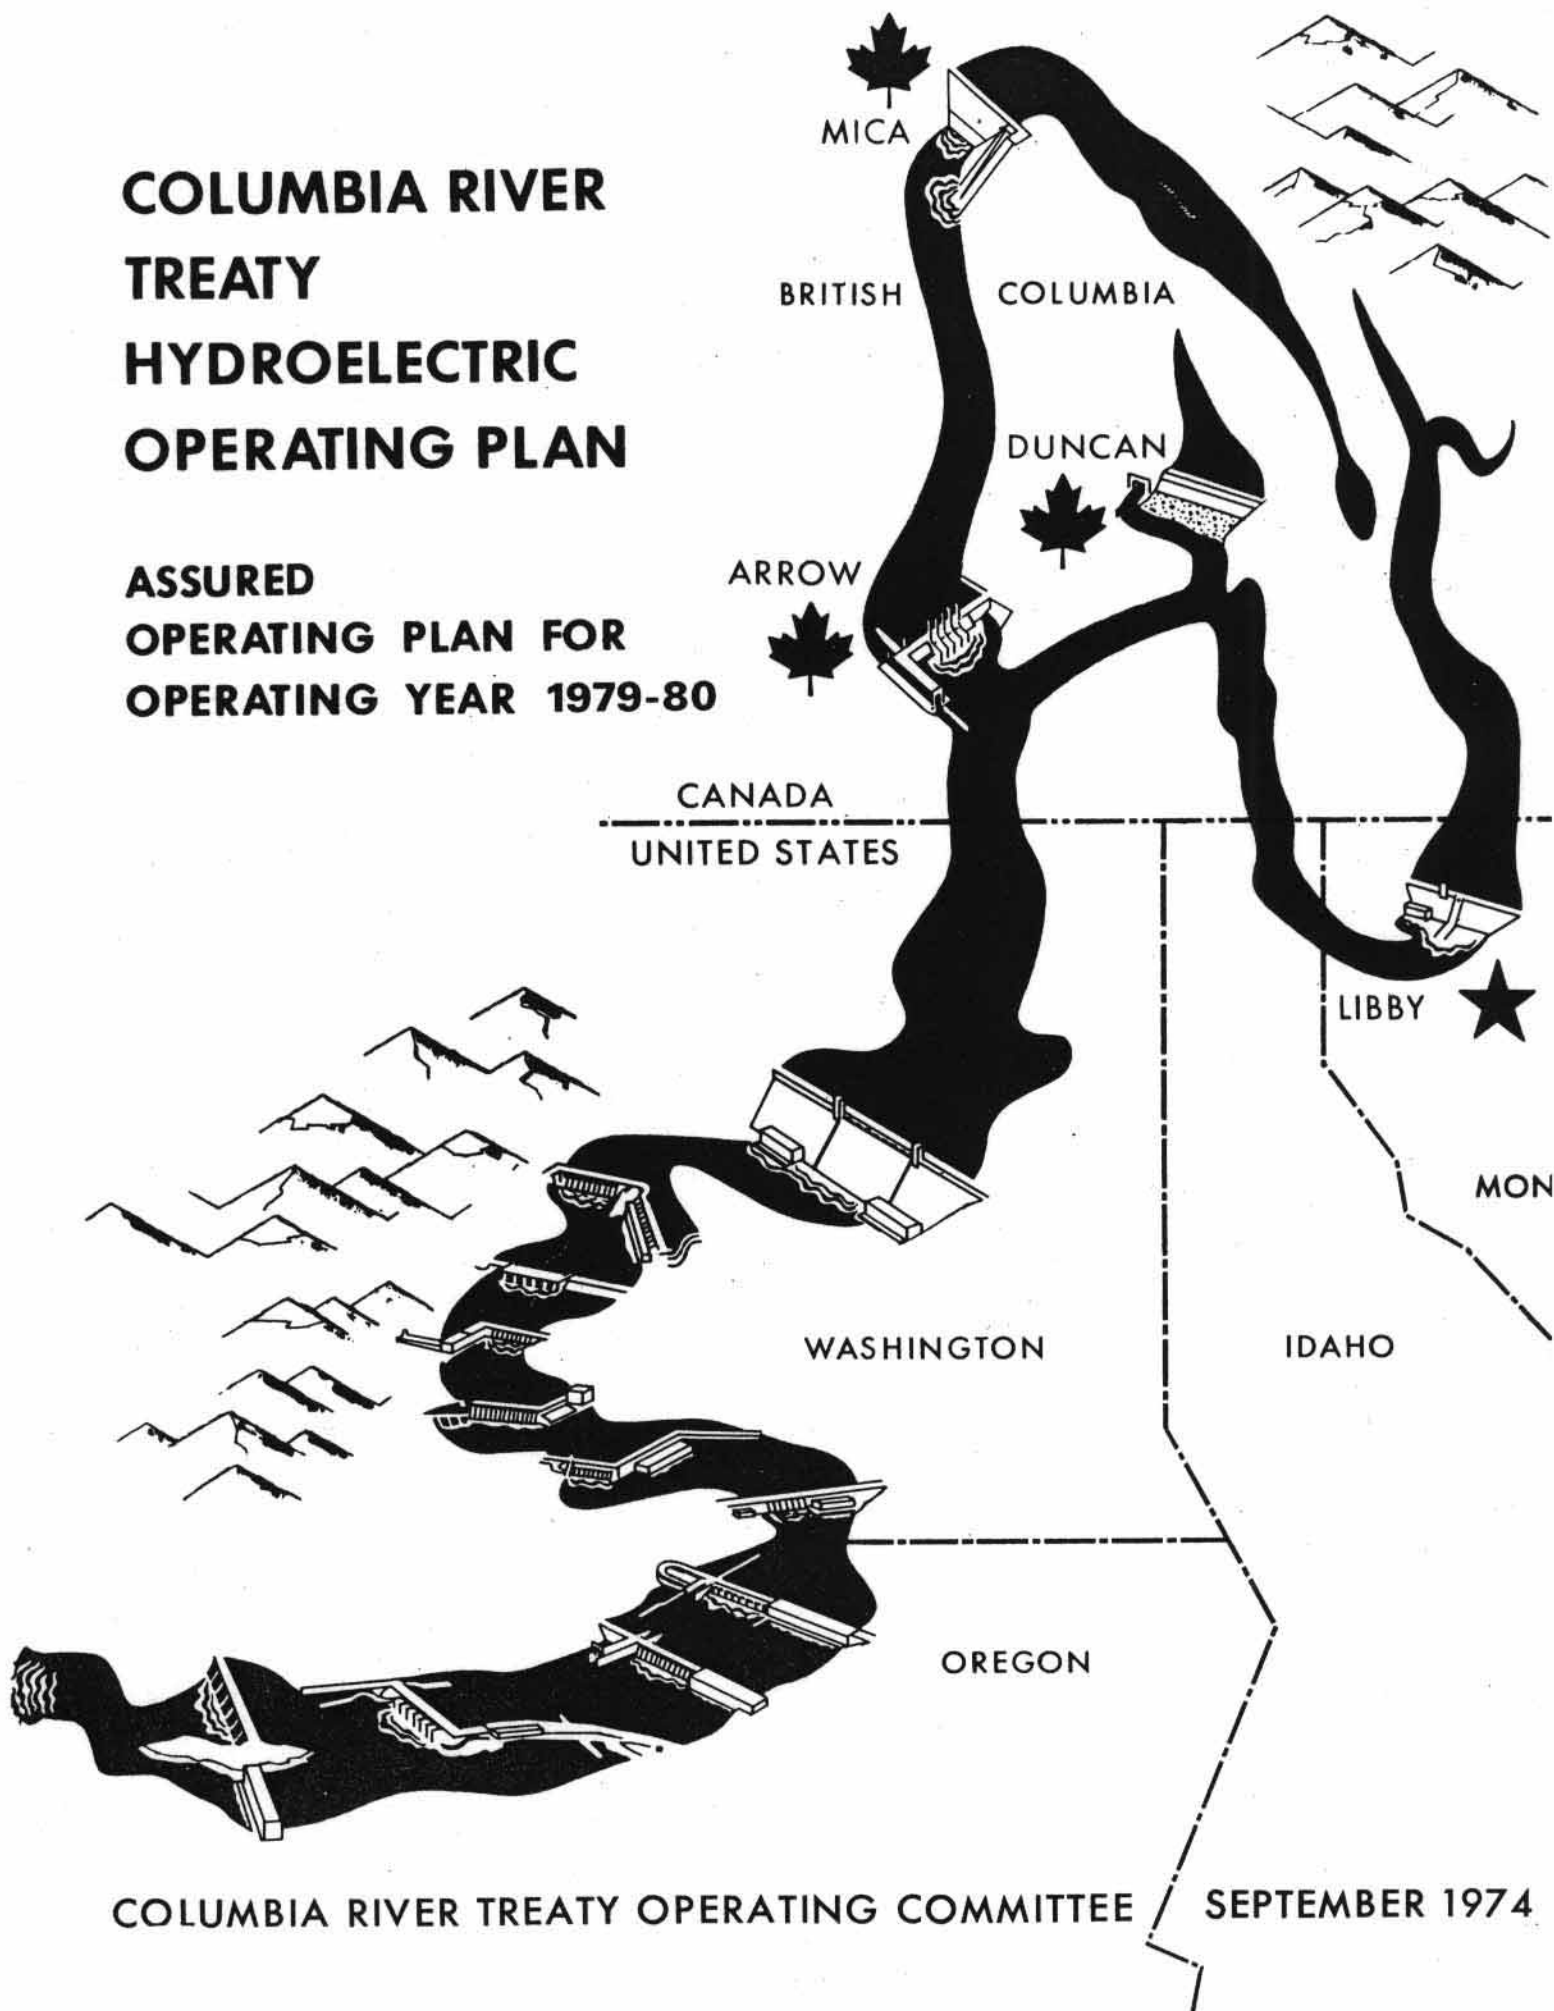 COLUMBIA RIVER
TREATY
HYDROELECTRIC
OPERATING PLAN
ASSURED
OPERATING PLAN FOR
OPERATING YEAR 1979-80
MICA
BRITISH COLUMBIA
DUNCAN
ARROW
CANADA
UNITED STATES
LIBBY
MON
WASHINGTON
IDAHO
OREGON
COLUMBIA RIVER TREATY OPERATING COMMITTEE
SEPTEMBER 1974